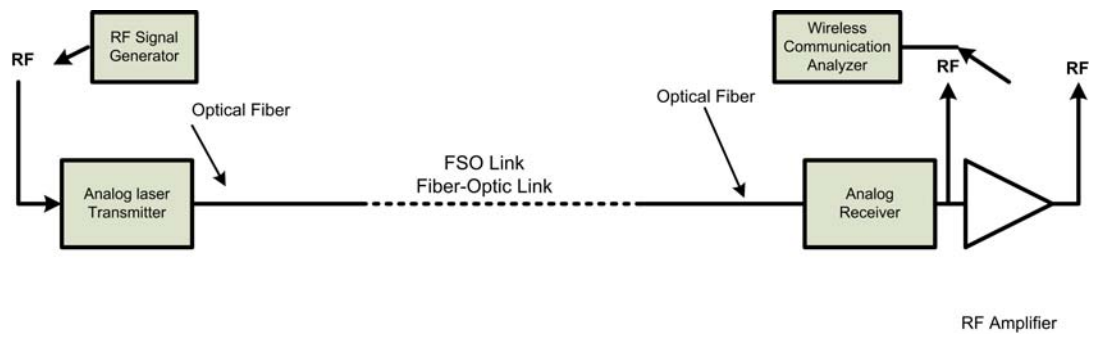 RF Signal
Generator
RF
Wireless
Communication
Analyzer
RF
RF
Optical Fiber
Optical Fiber
FSO Link
Fiber-Optic Link
Analog laser
Transmitter
Analog
Receiver
RF Amplifier